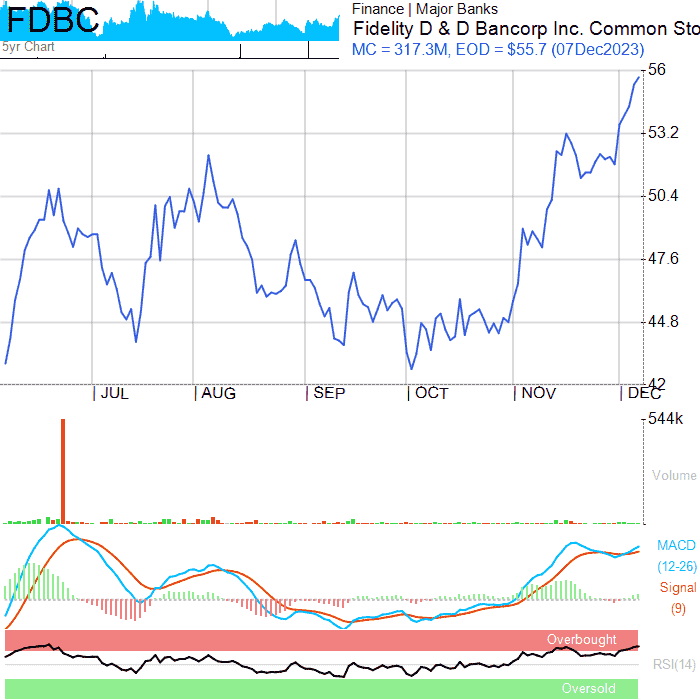 FDBC
5yr Chart
Finance | Major Banks
Fidelity D & D Bancorp Inc. Common Sto
MC = 317.3M, EOD = $55.7 (07Dec2023)
56
53.2
50.4
47.6
44.8
42
JUL
AUG
SEP
OCT
NOV
DEC
544k
Volume
MACD
(12-26)
Signal
(9)
Overbought
RSI(14)
Oversold